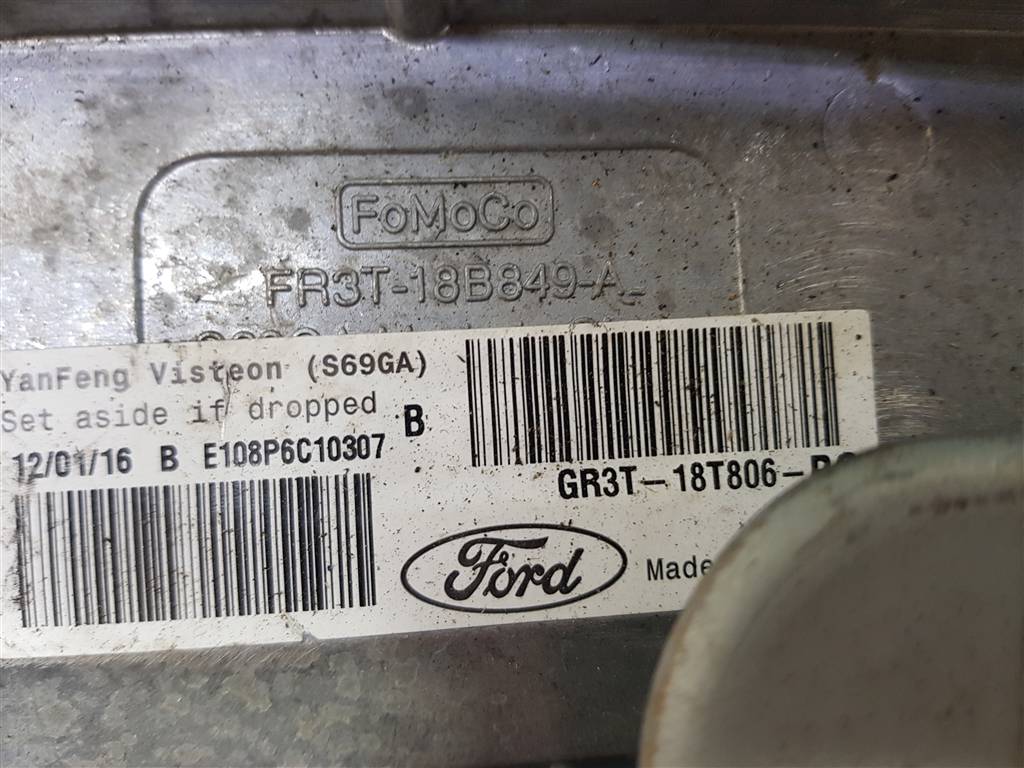 FoMoCo
FR3T-18B849-A
YanFeng Visteon (S69GA)
Set aside if dropped
12/01/16 B E108P6C10307
B
GR3T-18T806-
Ford
Made